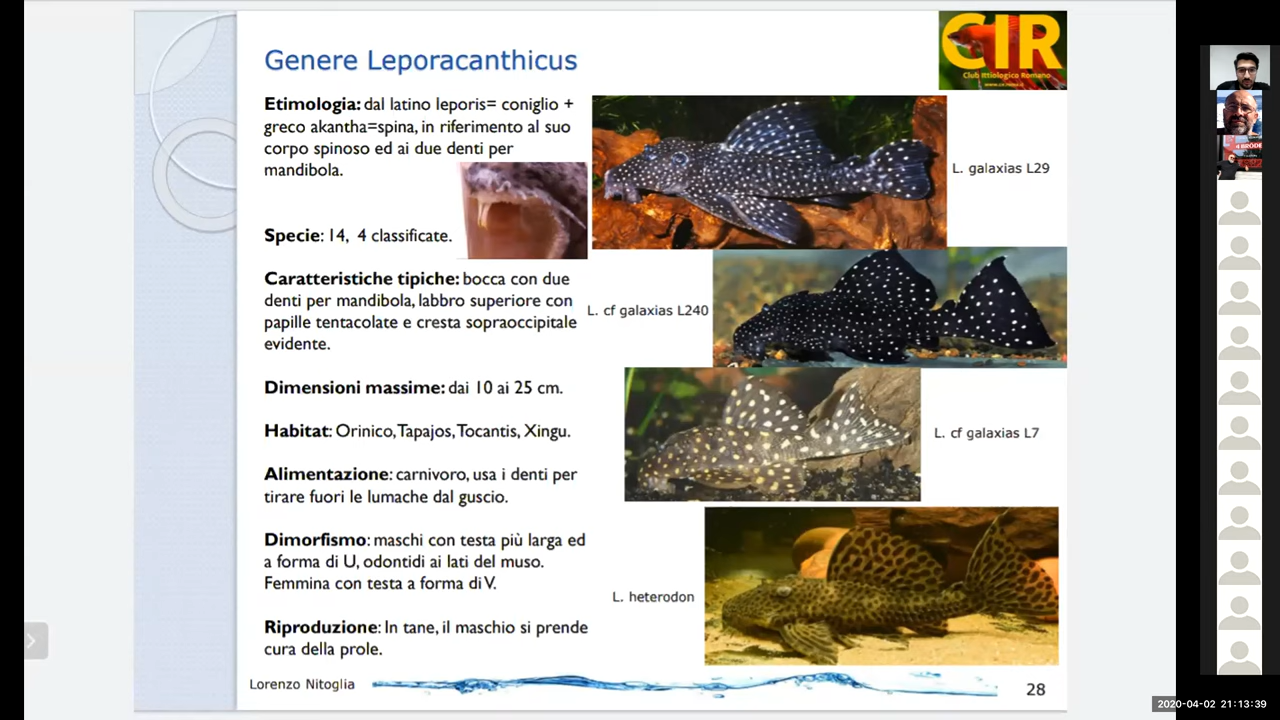 Genere Leporacanthicus
CIR
Club Ittiologico Romano
Etimologia: dal latino leporis= coniglio +
greco akantha=spina, in riferimento al suo
corpo spinoso ed ai due denti per
mandibola.
L. galaxias L29
Specie: 14, 4 classificate.
Caratteristiche tipiche: bocca con due
denti per mandibola, labbro superiore con
papille tentacolate e cresta sopraoccipitale
evidente.
L. cf galaxias L240
Dimensioni massime: dai 10 ai 25 cm.
Habitat: Orinico, Tapajos, Tocantis, Xingu.
L. cf galaxias L7
Alimentazione: carnivoro, usa i denti per
tirare fuori le lumache dal guscio.
Dimorfismo: maschi con testa più larga ed
a forma di U, odontidi ai lati del muso.
Femmina con testa a forma di V.
L. heterodon
Riproduzione: In tane, il maschio si prende
cura della prole.
Lorenzo Nitoglia
28
2020-04-02 21:13:39